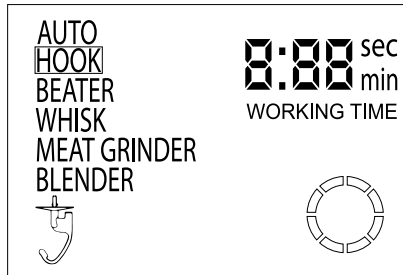 AUTO
HOOK
BEATER
WHISK
MEAT GRINDER
BLENDER
8:88 sec
min
WORKING TIME